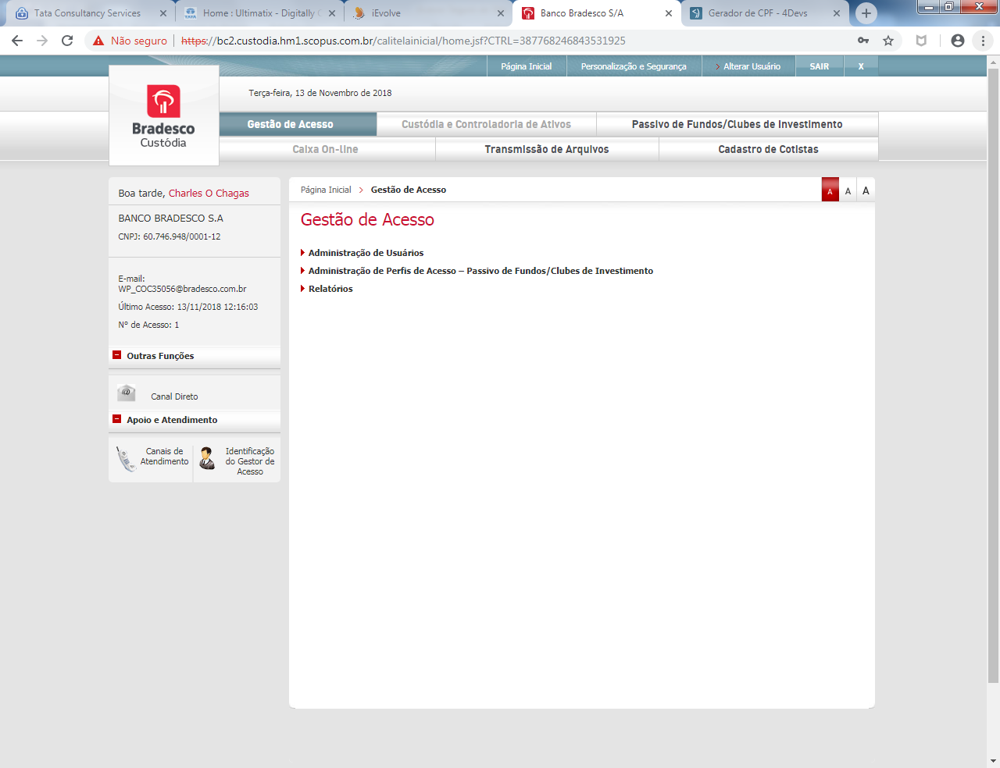 Tata Consultancy Services
Home : Ultimatix - Digitally
iEvolve
Banco Bradesco S/A
Gerador de CPF - 4Devs
Não seguro
https://bc2.custodia.hm1.scopus.com.br/calitelainicial/home.jsf?CTRL=387768246843531925
Página Inicial
Personalização e Segurança
Alterar Usuário
SAIR
X
Terça-feira, 13 de Novembro de 2018
Bradesco
Custódia
Gestão de Acesso
Custódia e Controladoria de Ativos
Passivo de Fundos/Clubes de Investimento
Caixa On-line
Transmissão de Arquivos
Cadastro de Cotistas
Boa tarde, Charles O Chagas
BANCO BRADESCO S.A
CNPJ: 60.746.948/0001-12
E-mail:
WP_COC35056@bradesco.com.br
Último Acesso: 13/11/2018 12:16:03
Nº de Acesso: 1
Outras Funções
Canal Direto
Apoio e Atendimento
Canais de
Atendimento
Identificação
do Gestor de
Acesso
Página Inicial > Gestão de Acesso
A A A
Gestão de Acesso
Administração de Usuários
Administração de Perfis de Acesso – Passivo de Fundos/Clubes de Investimento
Relatórios